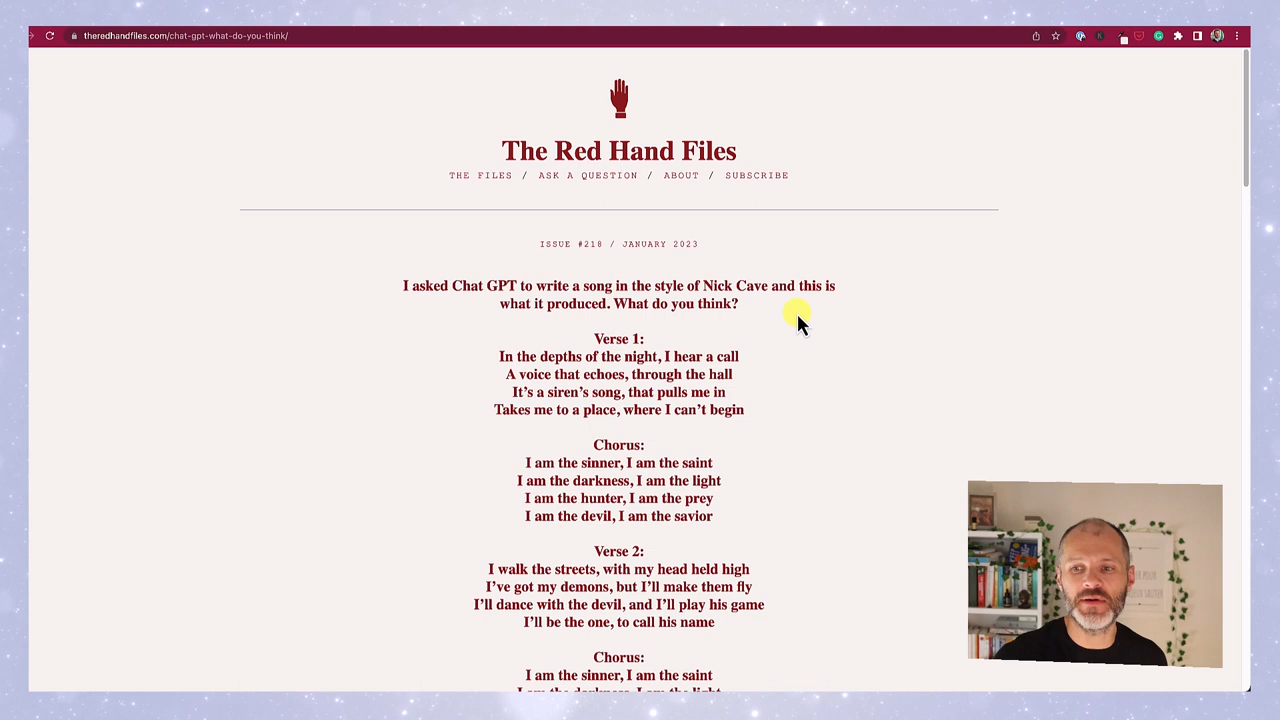 theredhandfiles.com/chat-gpt-what-do-you-think/
The Red Hand Files
THE FILES / ASK A QUESTION / ABOUT / SUBSCRIBE
ISSUE #218 / JANUARY 2023
I asked Chat GPT to write a song in the style of Nick Cave and this is
what it produced. What do you think?
Verse 1:
In the depths of the night, I hear a call
A voice that echoes, through the hall
It’s a siren’s song, that pulls me in
Takes me to a place, where I can’t begin
Chorus:
I am the sinner, I am the saint
I am the darkness, I am the light
I am the hunter, I am the prey
I am the devil, I am the savior
Verse 2:
I walk the streets, with my head held high
I’ve got my demons, but I’ll make them fly
I’ll dance with the devil, and I’ll play his game
I’ll be the one, to call his name
Chorus:
I am the sinner, I am the saint
I am the darkness, I am the light